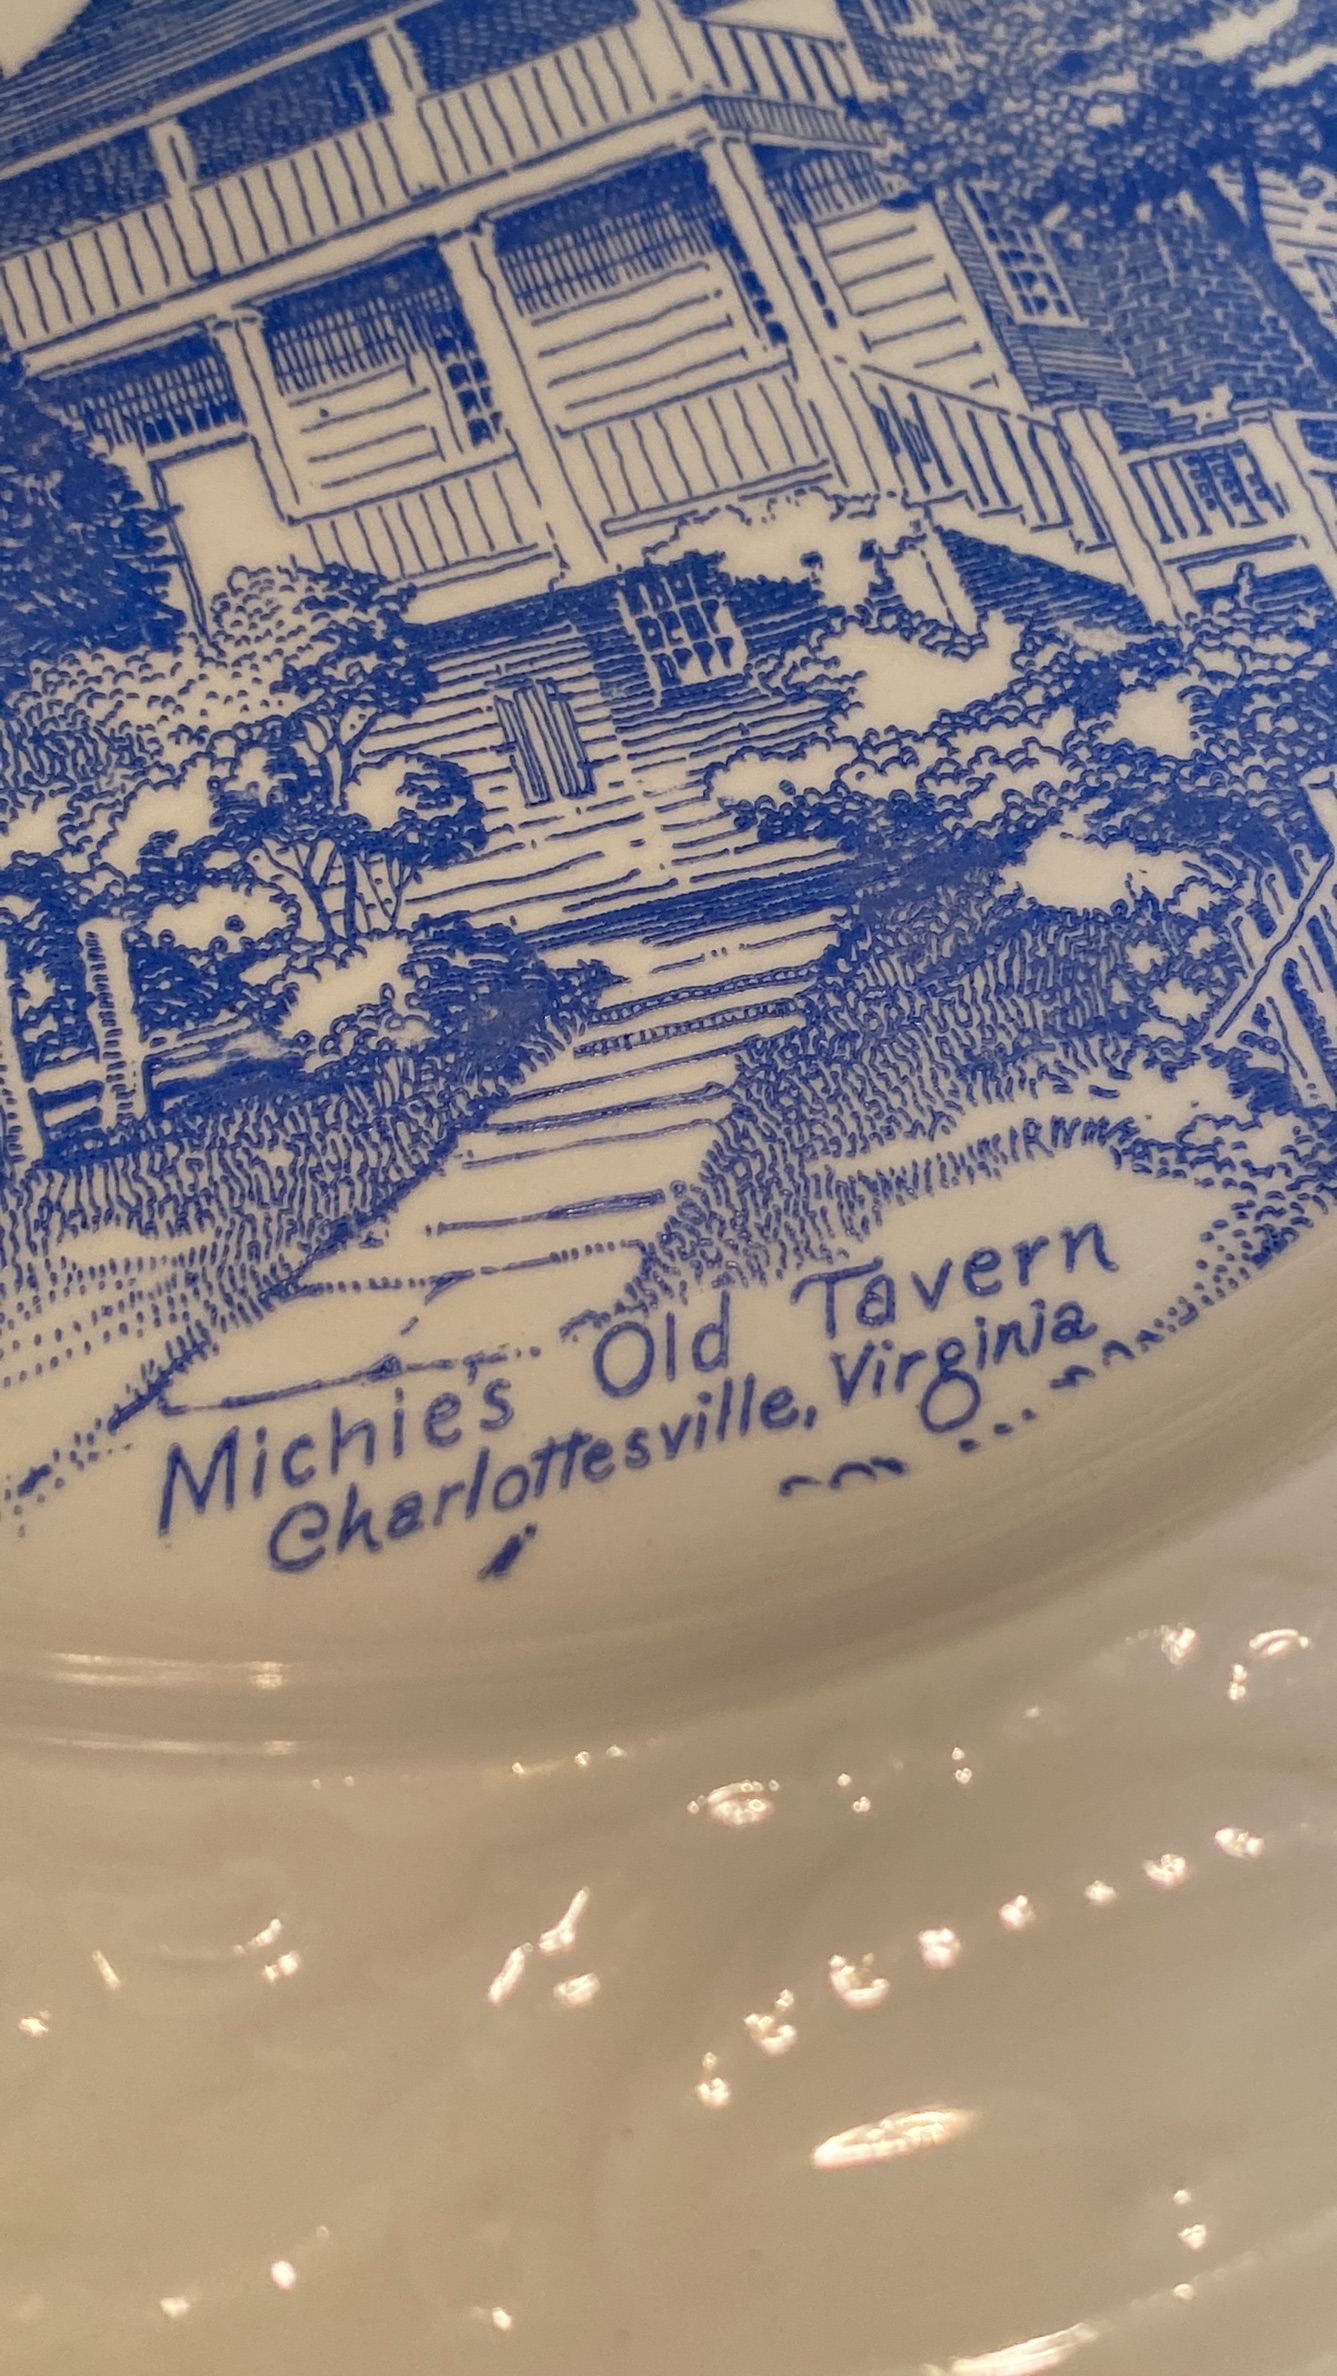 Michie's Old Tavern
Charlottesville, Virginia